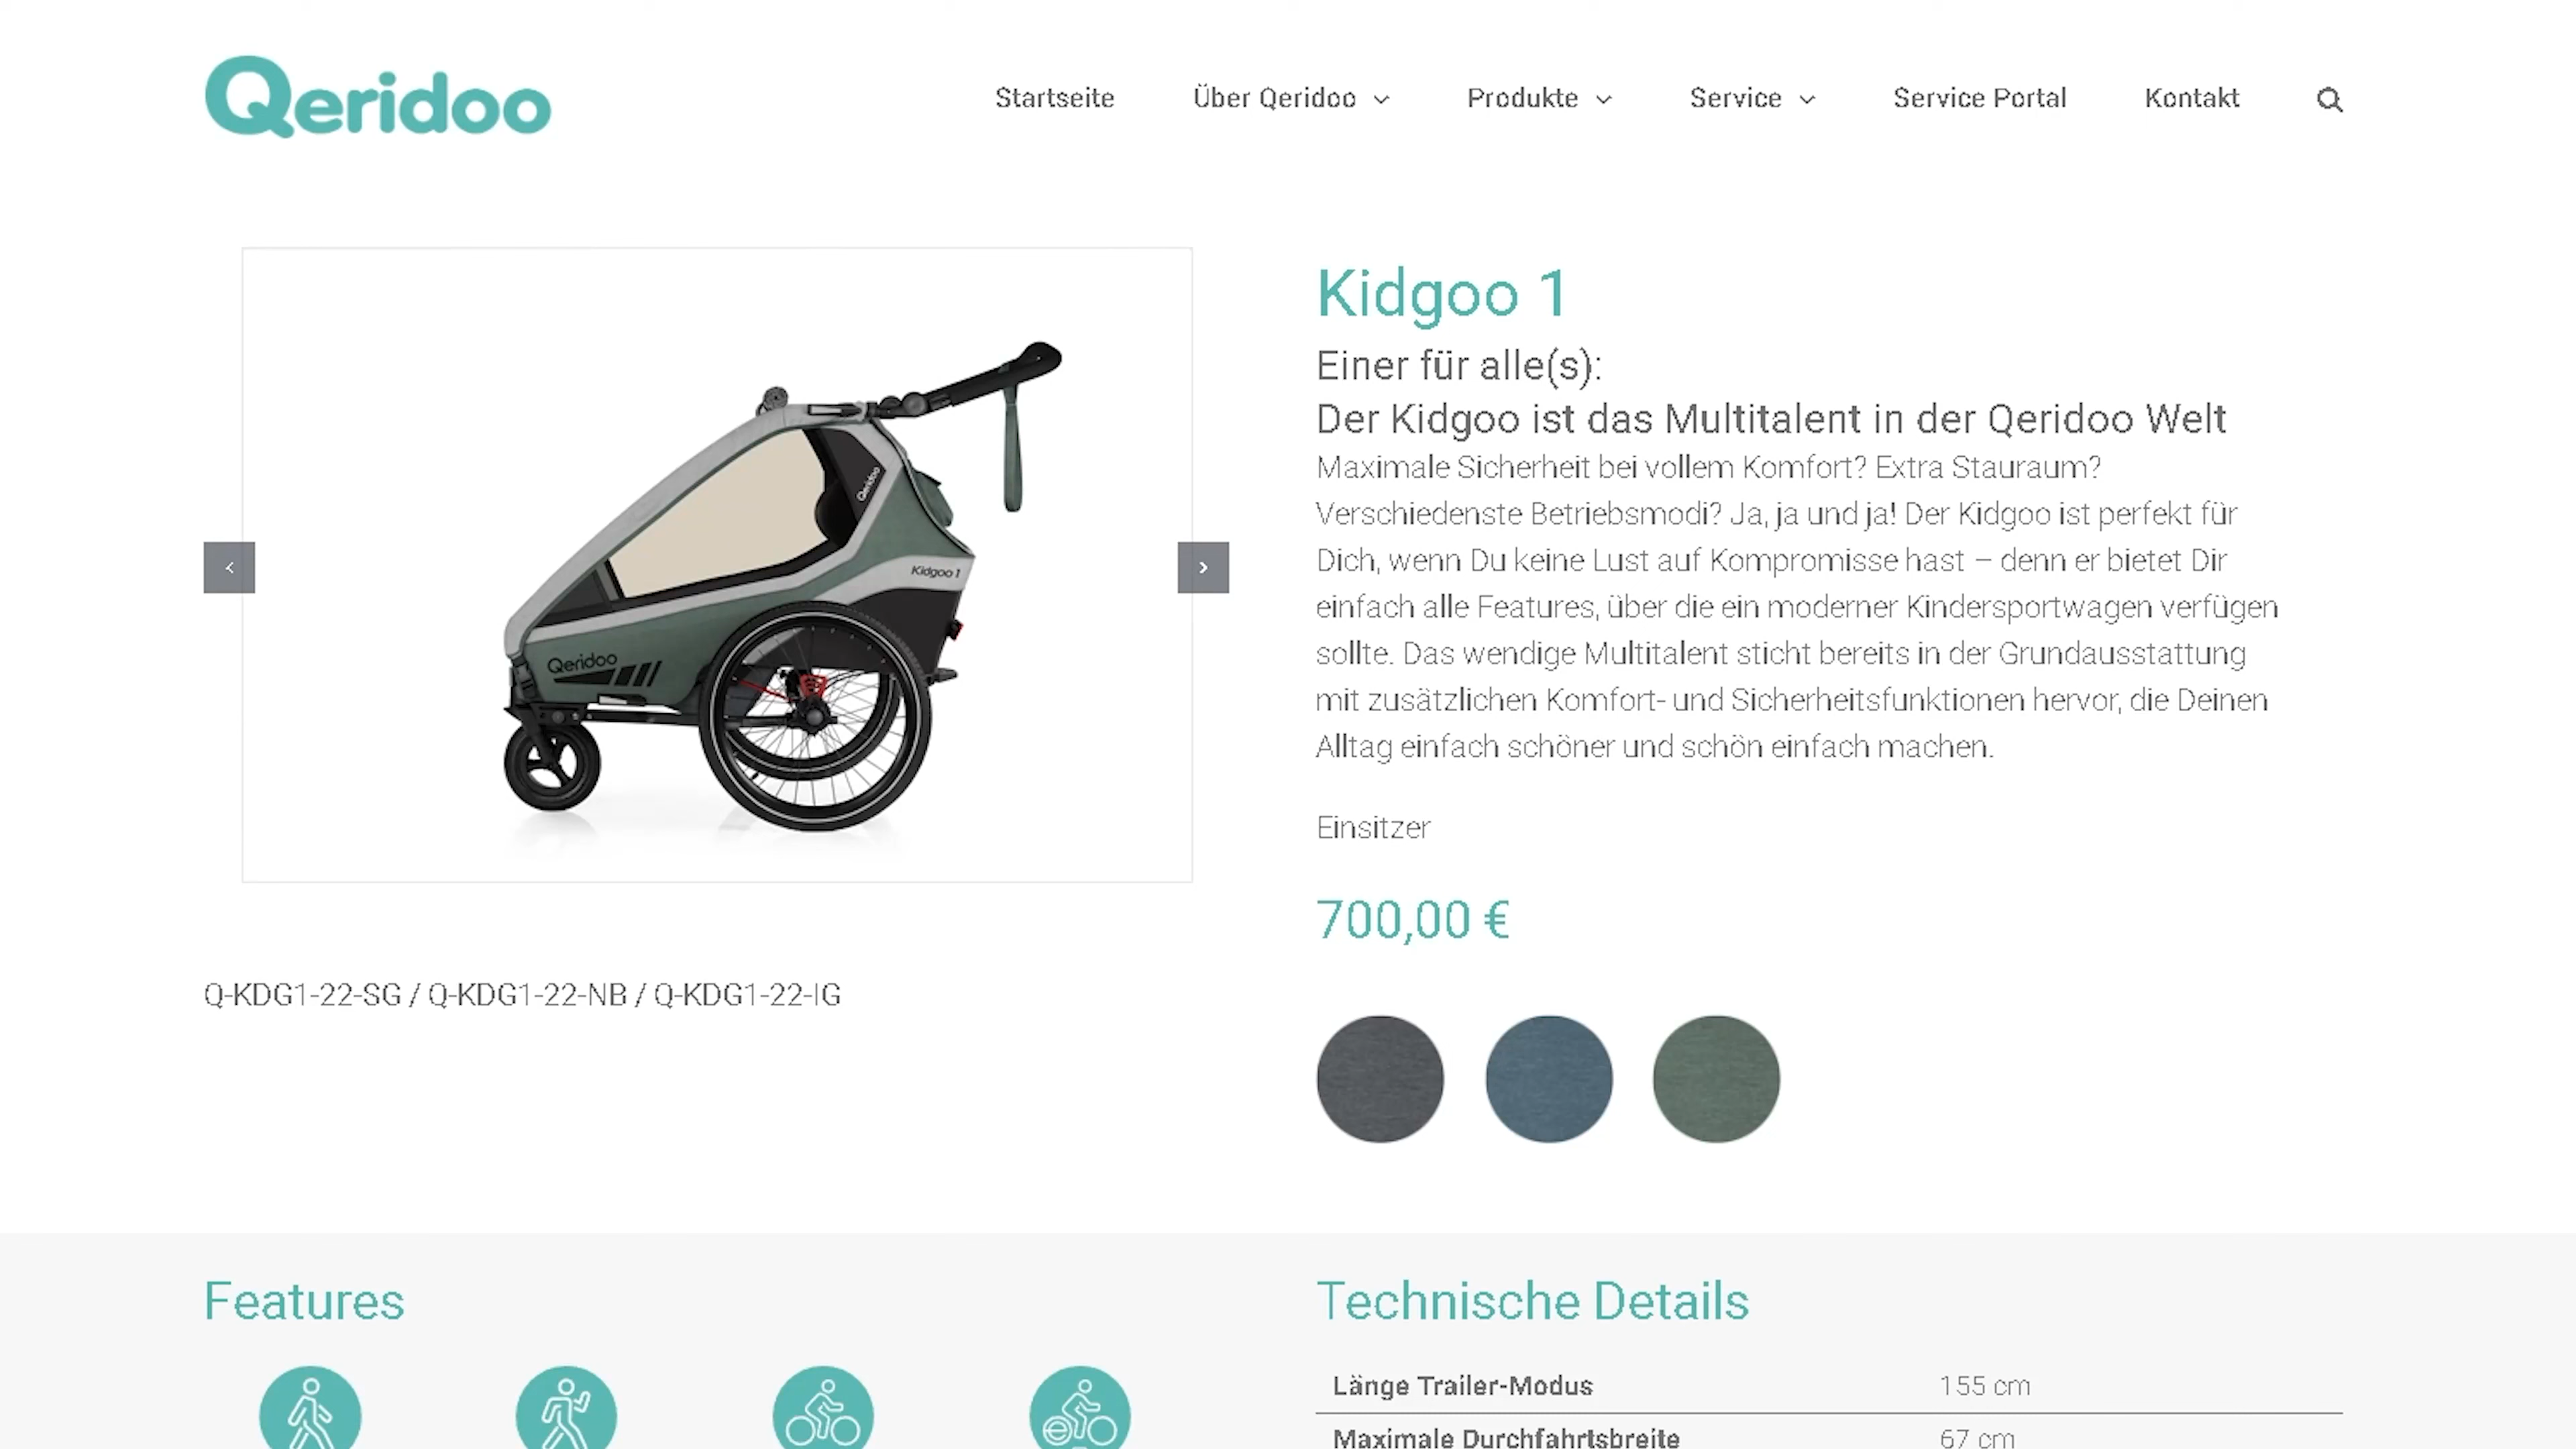 Qeridoo
Startseite
Über Qeridoo
Produkte
Service
Service Portal
Kontakt
Qeridoo
Kidgoo 1
Qeridoo
Kidgoo 1
Einer für alle(s):
Der Kidgoo ist das Multitalent in der Qeridoo Welt
Maximale Sicherheit bei vollem Komfort? Extra Stauraum?
Verschiedenste Betriebsmodi? Ja, ja und ja! Der Kidgoo ist perfekt für
Dich, wenn Du keine Lust auf Kompromisse hast – denn er bietet Dir
einfach alle Features, über die ein moderner Kindersportwagen verfügen
sollte. Das wendige Multitalent sticht bereits in der Grundausstattung
mit zusätzlichen Komfort- und Sicherheitsfunktionen hervor, die Deinen
Alltag einfach schöner und schön einfach machen.
Einsitzer
700,00 €
Q-KDG1-22-SG / Q-KDG1-22-NB / Q-KDG1-22-IG
Features
Technische Details
Länge Trailer-Modus 155 cm
Maximale Durchfahrtsbreite 67 cm